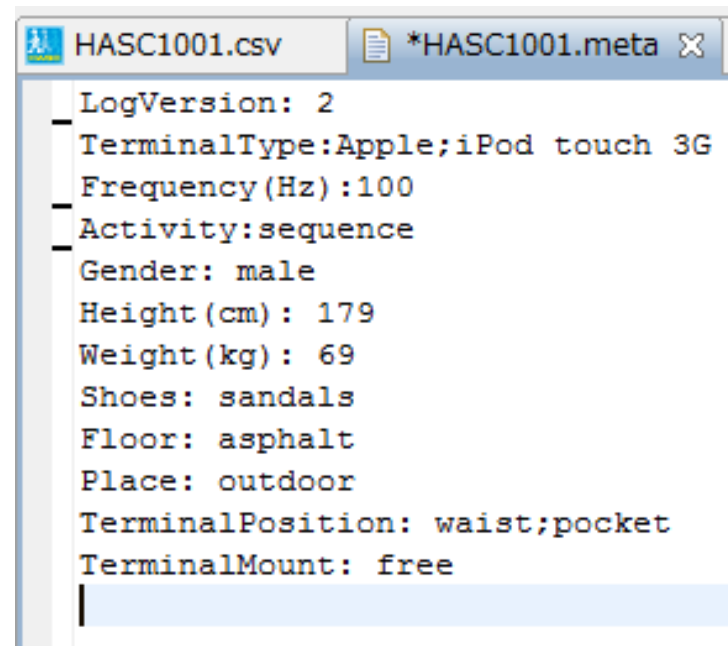 HASC1001.csv *HASC1001.meta
LogVersion: 2
TerminalType:Apple;iPod touch 3G
Frequency(Hz):100
Activity:sequence
Gender: male
Height(cm): 179
Weight(kg): 69
Shoes: sandals
Floor: asphalt
Place: outdoor
TerminalPosition: waist;pocket
TerminalMount: free